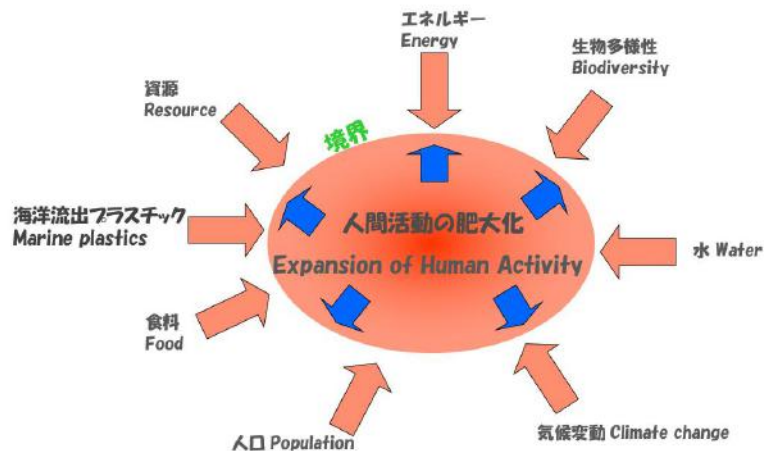 エネルギー
Energy
生物多様性
Biodiversity
資源
Resource
境界
海洋流出プラスチック
Marine plastics
人間活動の肥大化
Expansion of Human Activity
水 Water
食料
Food
人口 Population
気候変動 Climate change